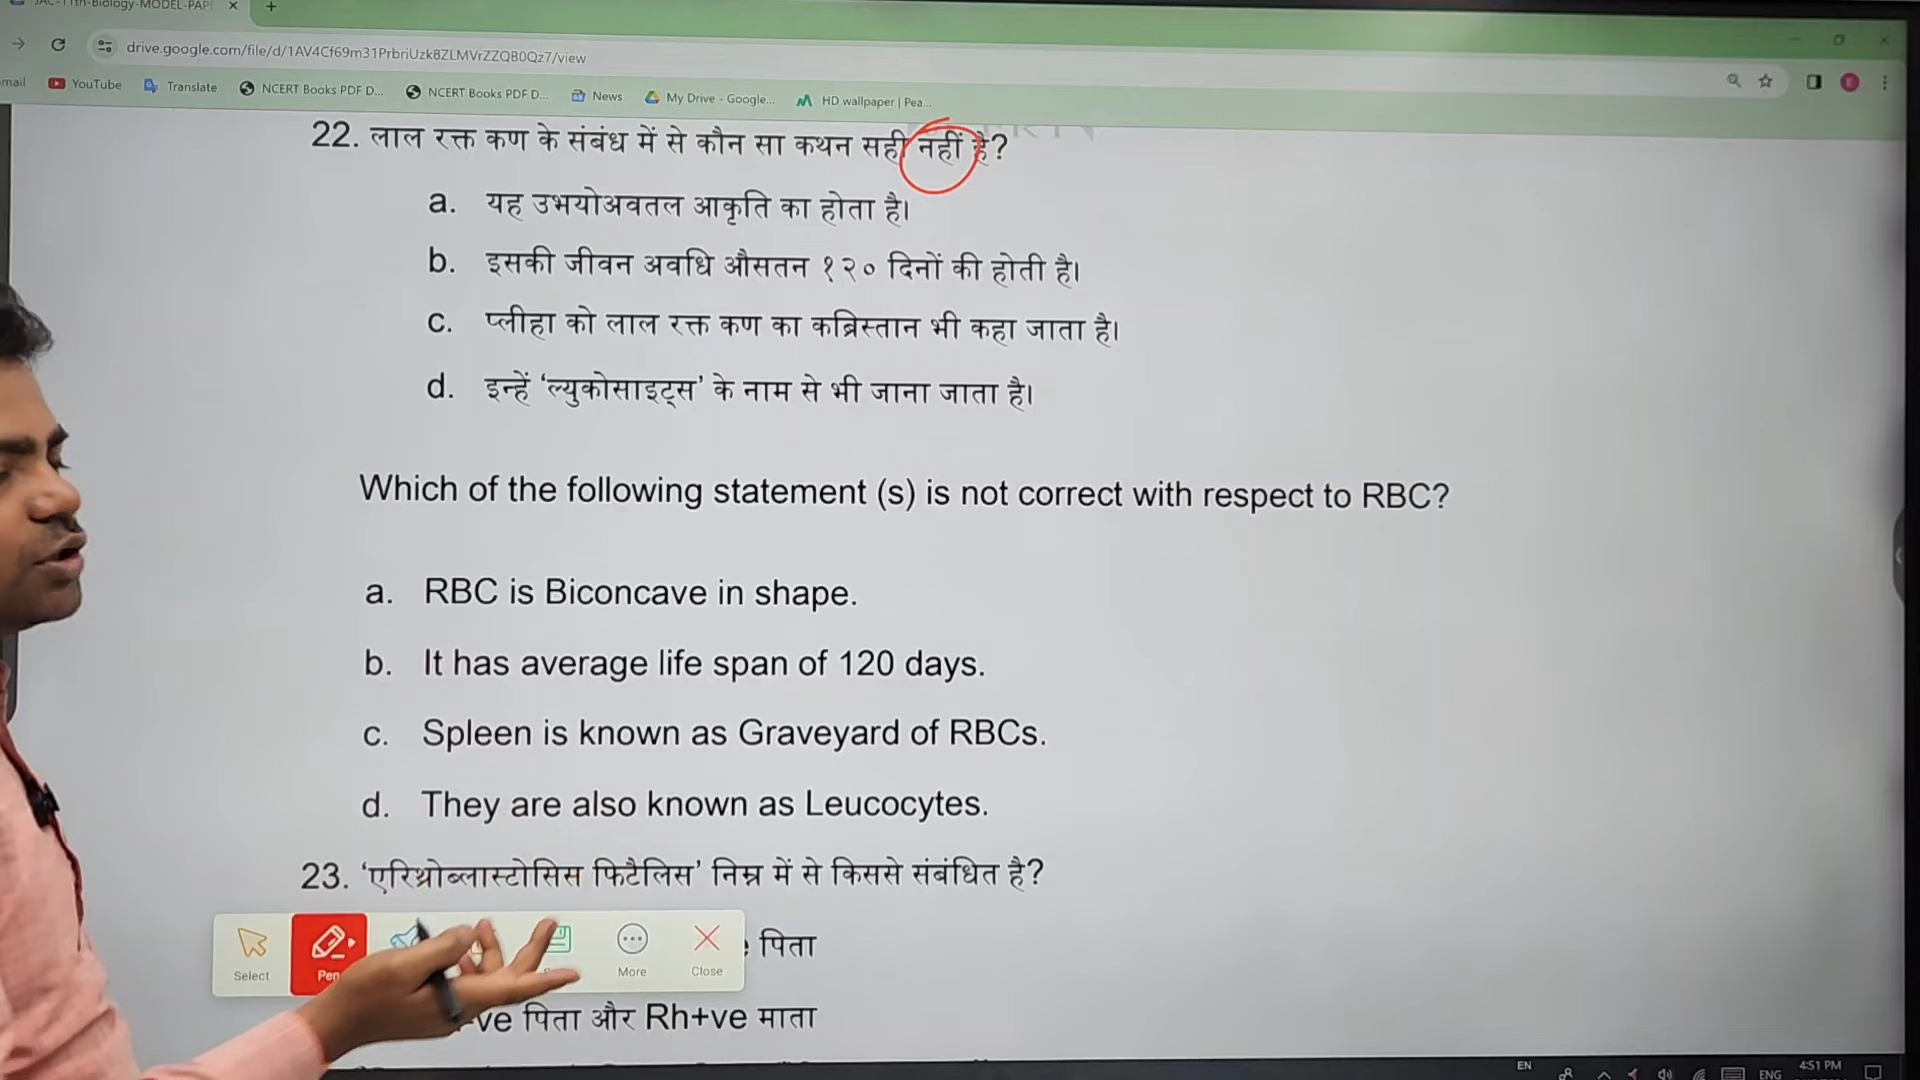 drive.google.com/file/d/1AV4Cf69m31PrbriUzk8ZLMVrZZQB0Qz7/view
YouTube Translate NCERT Books PDF D... NCERT Books PDF D... News My Drive - Google... HD wallpaper | Pea...
22. लाल रक्त कण के संबंध में से कौन सा कथन सही नहीं है?
a. यह उभयोअवतल आकृति का होता है।
b. इसकी जीवन अवधि औसतन १२० दिनों की होती है।
c. प्लीहा को लाल रक्त कण का कब्रिस्तान भी कहा जाता है।
d. इन्हें ‘ल्युकोसाइट्स’ के नाम से भी जाना जाता है।
Which of the following statement (s) is not correct with respect to RBC?
a. RBC is Biconcave in shape.
b. It has average life span of 120 days.
c. Spleen is known as Graveyard of RBCs.
d. They are also known as Leucocytes.
23. ‘एरिथ्रोब्लास्टोसिस फिटैलिस’ निम्न में से किससे संबंधित है?
पिता
Select Pen More Close
-ve पिता और Rh+ve माता
EN ENG 4:51 PM